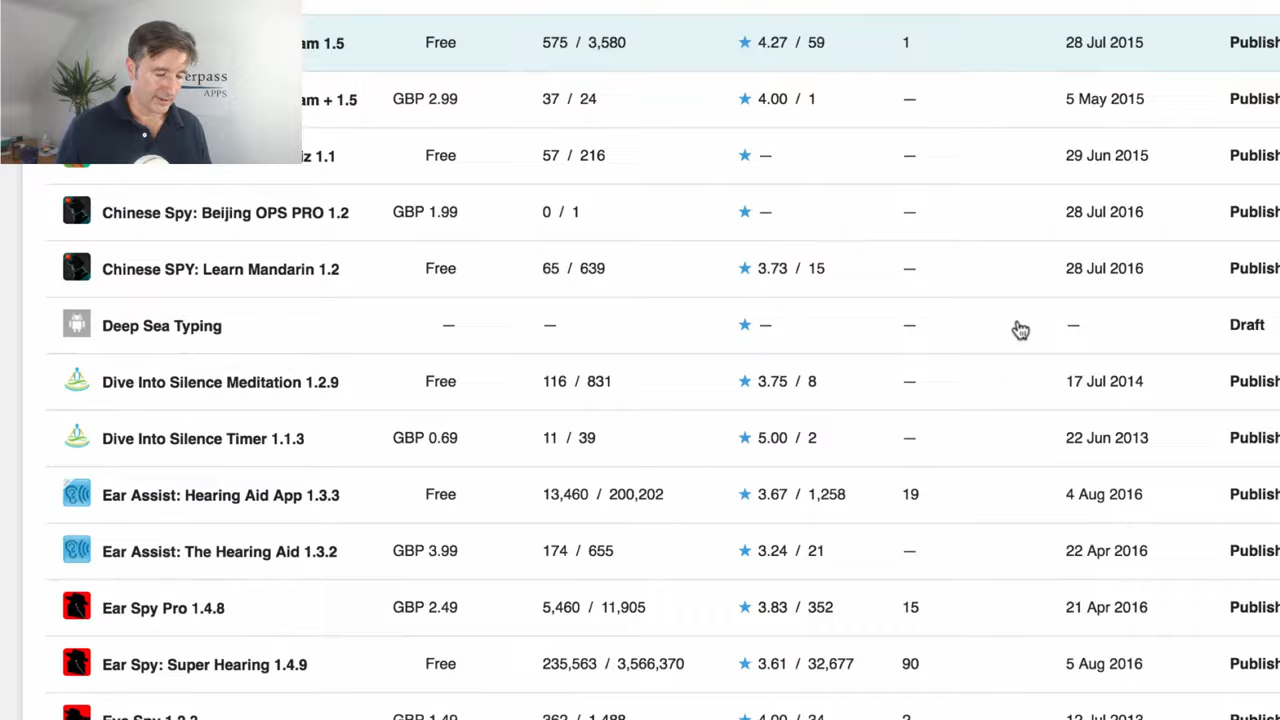 am 1.5 Free 575 / 3,580 ★ 4.27 / 59 1 28 Jul 2015 Publish
erpass
APPS
am + 1.5 GBP 2.99 37 / 24 ★ 4.00 / 1 — 5 May 2015 Publish
iz 1.1 Free 57 / 216 ★ — — 29 Jun 2015 Publish
Chinese Spy: Beijing OPS PRO 1.2 GBP 1.99 0 / 1 ★ — — 28 Jul 2016 Publish
Chinese SPY: Learn Mandarin 1.2 Free 65 / 639 ★ 3.73 / 15 — 28 Jul 2016 Publish
Deep Sea Typing — — ★ — — — Draft
Dive Into Silence Meditation 1.2.9 Free 116 / 831 ★ 3.75 / 8 — 17 Jul 2014 Publish
Dive Into Silence Timer 1.1.3 GBP 0.69 11 / 39 ★ 5.00 / 2 — 22 Jun 2013 Publish
Ear Assist: Hearing Aid App 1.3.3 Free 13,460 / 200,202 ★ 3.67 / 1,258 19 4 Aug 2016 Publish
Ear Assist: The Hearing Aid 1.3.2 GBP 3.99 174 / 655 ★ 3.24 / 21 — 22 Apr 2016 Publish
Ear Spy Pro 1.4.8 GBP 2.49 5,460 / 11,905 ★ 3.83 / 352 15 21 Apr 2016 Publish
Ear Spy: Super Hearing 1.4.9 Free 235,563 / 3,566,370 ★ 3.61 / 32,677 90 5 Aug 2016 Publish